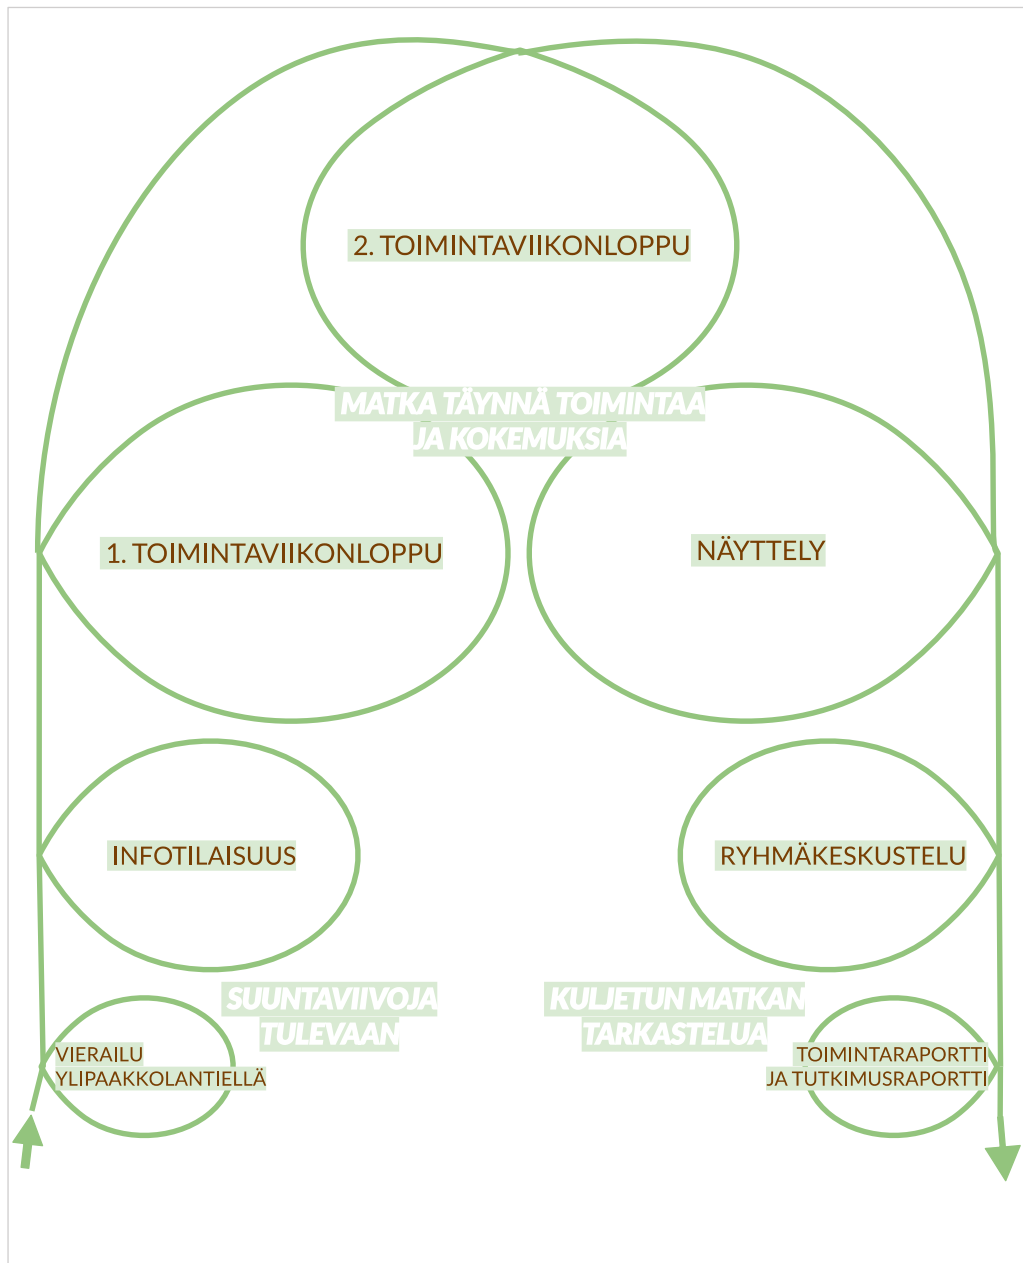 2. TOIMINTAVIIKONLOPPU
MATKA TÄYNNÄ TOIMINTAA
JA KOKEMUKSIA
1. TOIMINTAVIIKONLOPPU
NÄYTTELY
INFOTILAISUUS
RYHMÄKESKUSTELU
SUUNTAVIIVOJA
TULEVAAN
KULJETUN MATKAN
TARKASTELUA
VIERAILU
YLIPAAKKOLANTIELLÄ
TOIMINTARAPORTTI
JA TUTKIMUSRAPORTTI